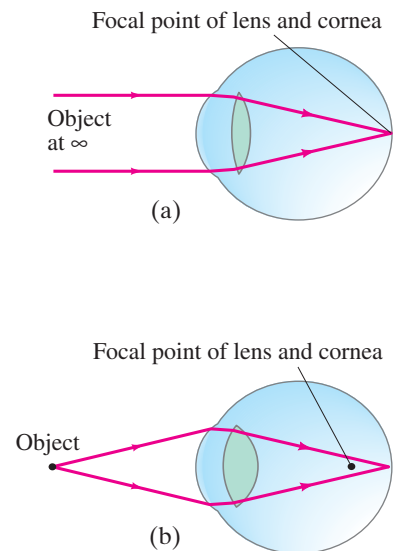 Focal point of lens and cornea
Object
at ∞
(a)
Focal point of lens and cornea
Object
(b)